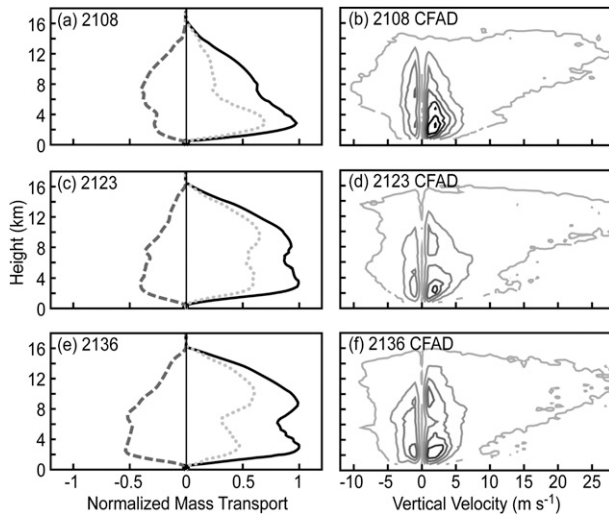 (a) 2108
(b) 2108 CFAD
16
12
8
4
0
(c) 2123
(d) 2123 CFAD
Height (km)
16
12
8
4
0
(e) 2136
(f) 2136 CFAD
16
12
8
4
0
-1 -0.5 0 0.5 1
-10 -5 0 5 10 15 20 25
Normalized Mass Transport
Vertical Velocity (m s-1)